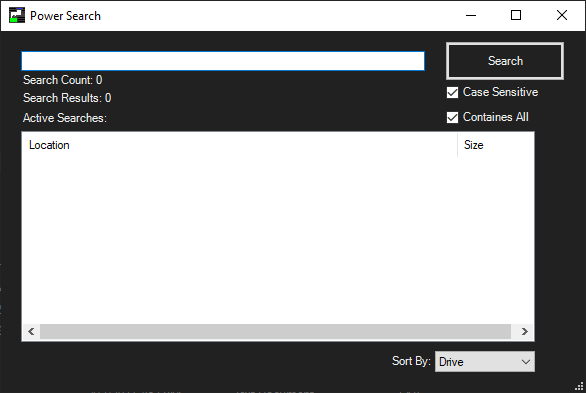 Power Search
Search
Search Count: 0
Case Sensitive
Search Results: 0
Active Searches:
Containes All
Location Size
Sort By: Drive